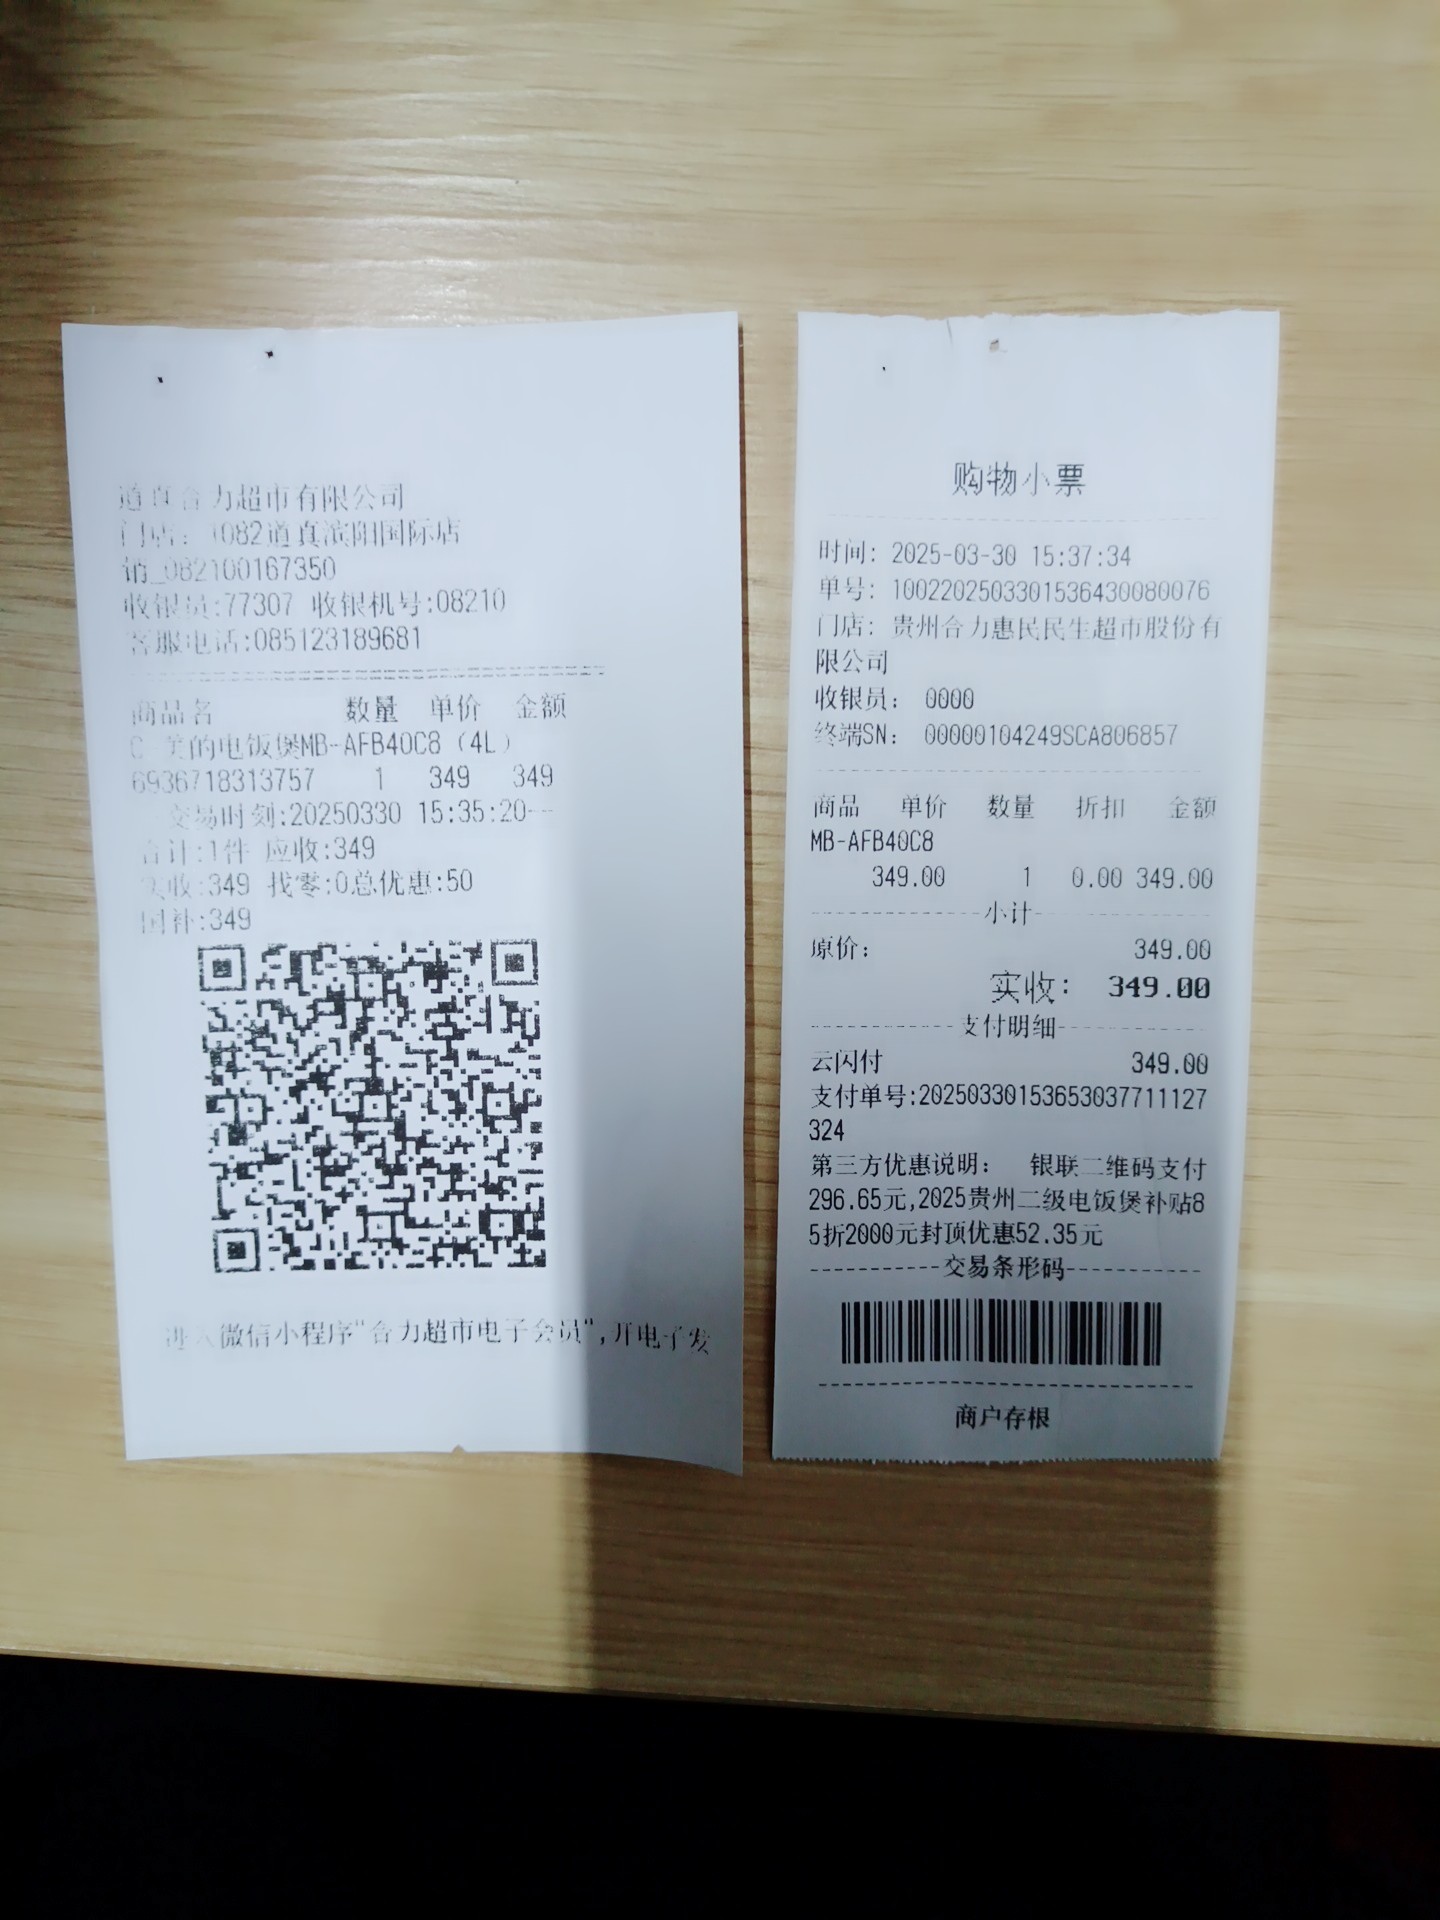 道真合力超市有限公司
门店：1082道真滨阳国际店
销_082100167350
收银员:77307 收银机号:08210
客服电话:085123189681
商品名 数量 单价 金额
C 美的电饭煲MB-AFB40C8（4L）
6936718313757 1 349 349
交易时刻:20250330 15:35:20--
合计:1件 应收:349
实收:349 找零:0总优惠:50
国补:349
进入微信小程序"合力超市电子会员",开电子发
购物小票
时间：2025-03-30 15:37:34
单号：1002202503301536430080076
门店：贵州合力惠民民生超市股份有
限公司
收银员： 0000
终端SN： 00000104249SCA806857
商品 单价 数量 折扣 金额
MB-AFB40C8
349.00 1 0.00 349.00
小计
原价： 349.00
实收： 349.00
支付明细
云闪付 349.00
支付单号:20250330153653037711127
324
第三方优惠说明： 银联二维码支付
296.65元,2025贵州二级电饭煲补贴8
5折2000元封顶优惠52.35元
交易条形码
商户存根